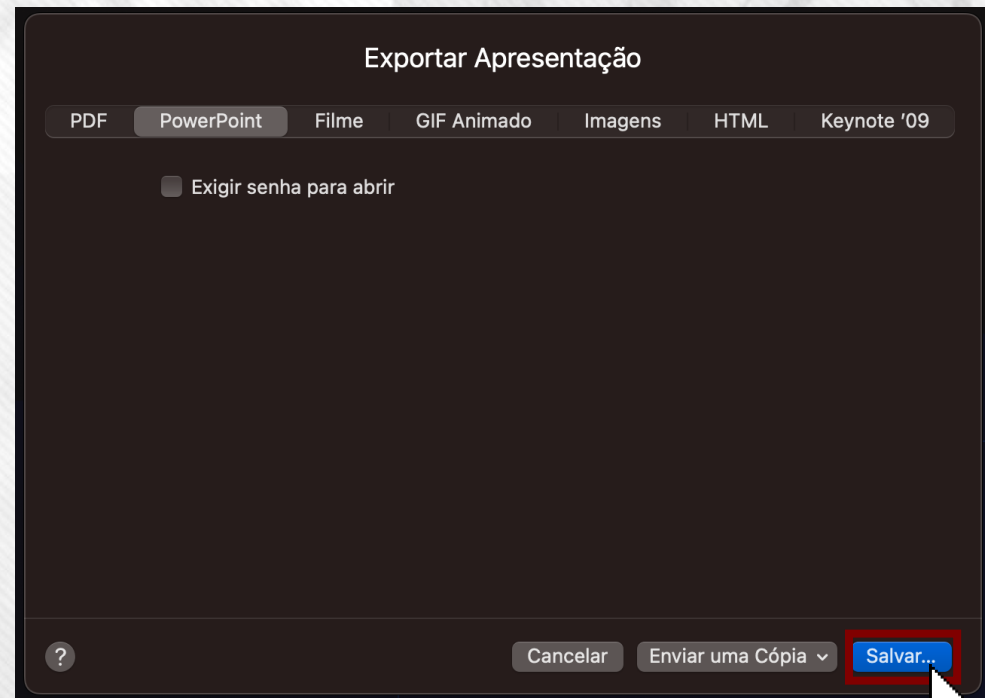 Exportar Apresentação
PDF PowerPoint Filme GIF Animado Imagens HTML Keynote '09
Exigir senha para abrir
? Cancelar Enviar uma Cópia Salvar...